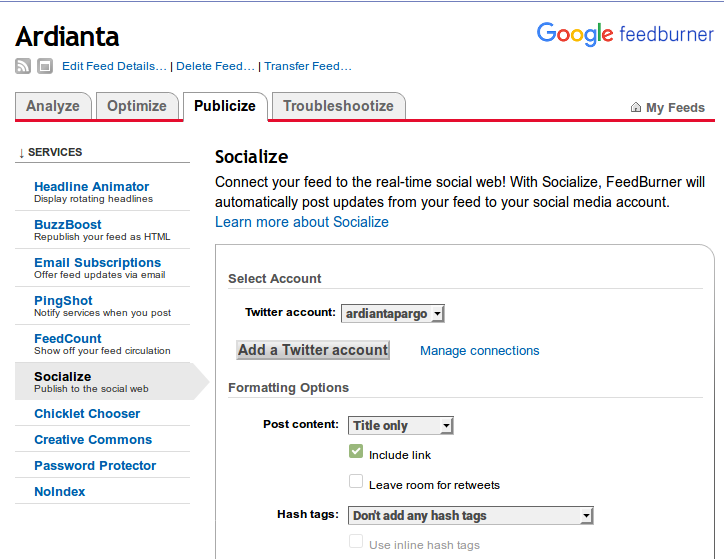 Ardianta
Google feedburner
Edit Feed Details... | Delete Feed... | Transfer Feed...
Analyze
Optimize
Publicize
Troubleshootize
My Feeds
↓ SERVICES
Headline Animator
Display rotating headlines
BuzzBoost
Republish your feed as HTML
Email Subscriptions
Offer feed updates via email
PingShot
Notify services when you post
FeedCount
Show off your feed circulation
Socialize
Publish to the social web
Chicklet Chooser
Creative Commons
Password Protector
NoIndex
Socialize
Connect your feed to the real-time social web! With Socialize, FeedBurner will
automatically post updates from your feed to your social media account.
Learn more about Socialize
Select Account
Twitter account: ardiantapargo
Add a Twitter account Manage connections
Formatting Options
Post content: Title only
Include link
Leave room for retweets
Hash tags: Don't add any hash tags
Use inline hash tags